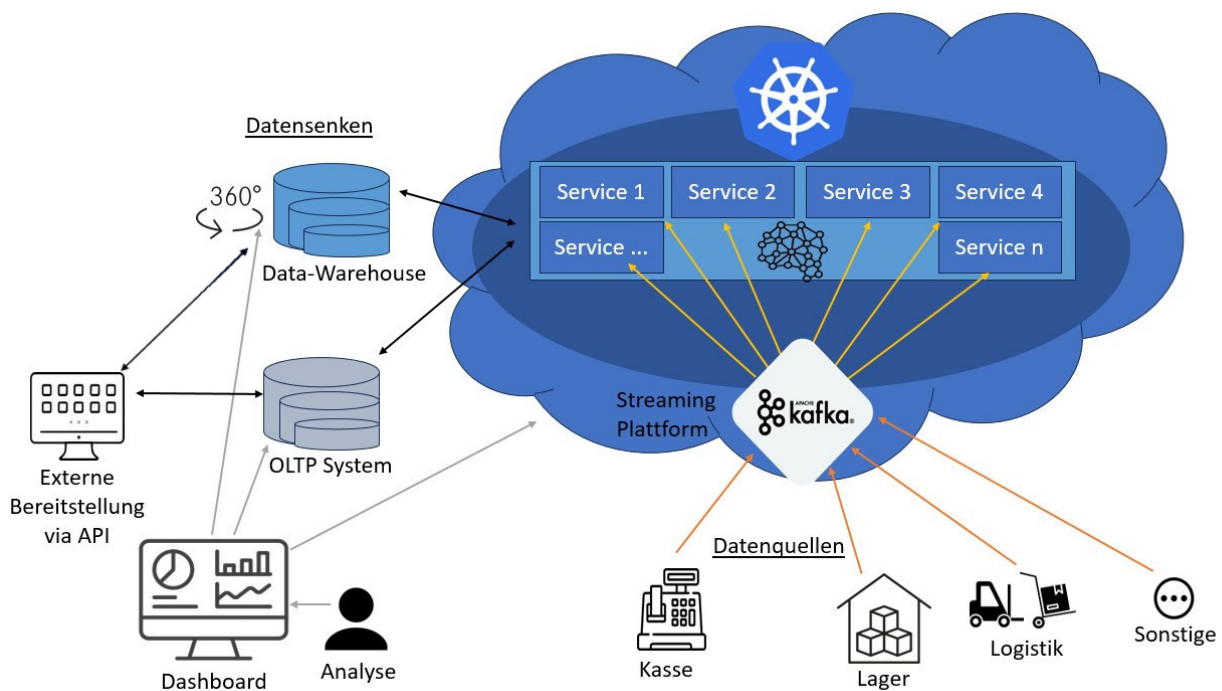 Datensenken
360°
Data-Warehouse
Service 1
Service 2
Service 3
Service 4
Service ...
Service n
OLTP System
Externe
Bereitstellung
via API
Streaming
Plattform
APACHE
kafka®
Datenquellen
Dashboard
Analyse
Kasse
Lager
Logistik
Sonstige